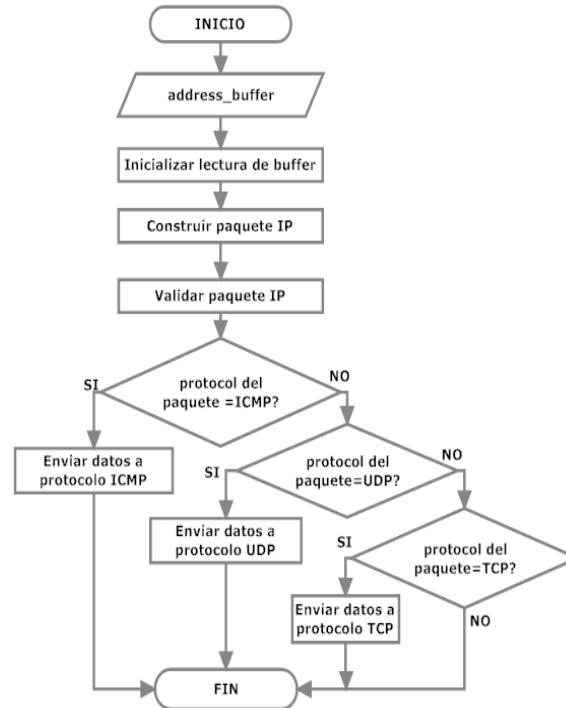 INICIO
address_buffer
Inicializar lectura de buffer
Construir paquete IP
Validar paquete IP
SI
protocol del
paquete =ICMP?
NO
Enviar datos a
protocolo ICMP
SI
protocol del
paquete=UDP?
NO
Enviar datos a
protocolo UDP
SI
protocol del
paquete=TCP?
Enviar datos a
protocolo TCP
NO
FIN